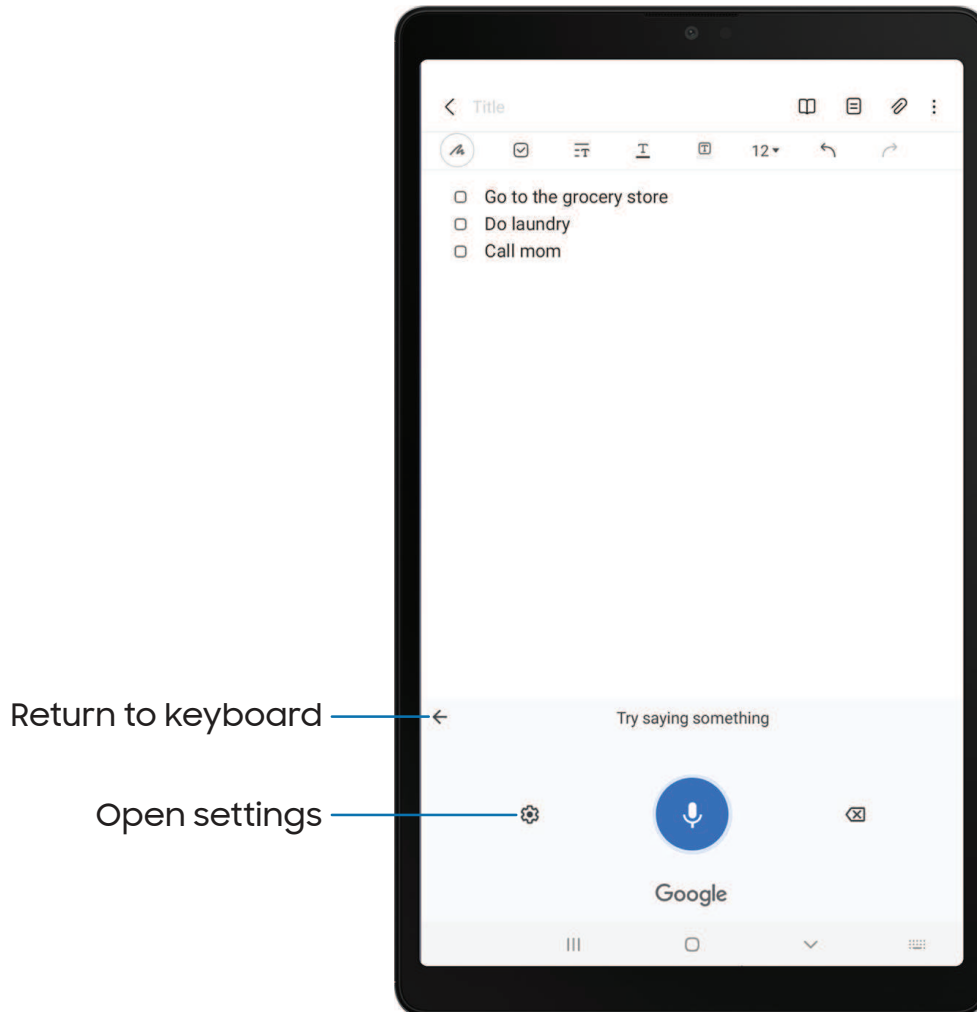 Title
12
Go to the grocery store
Do laundry
Call mom
Return to keyboard
Try saying something
Open settings
Google